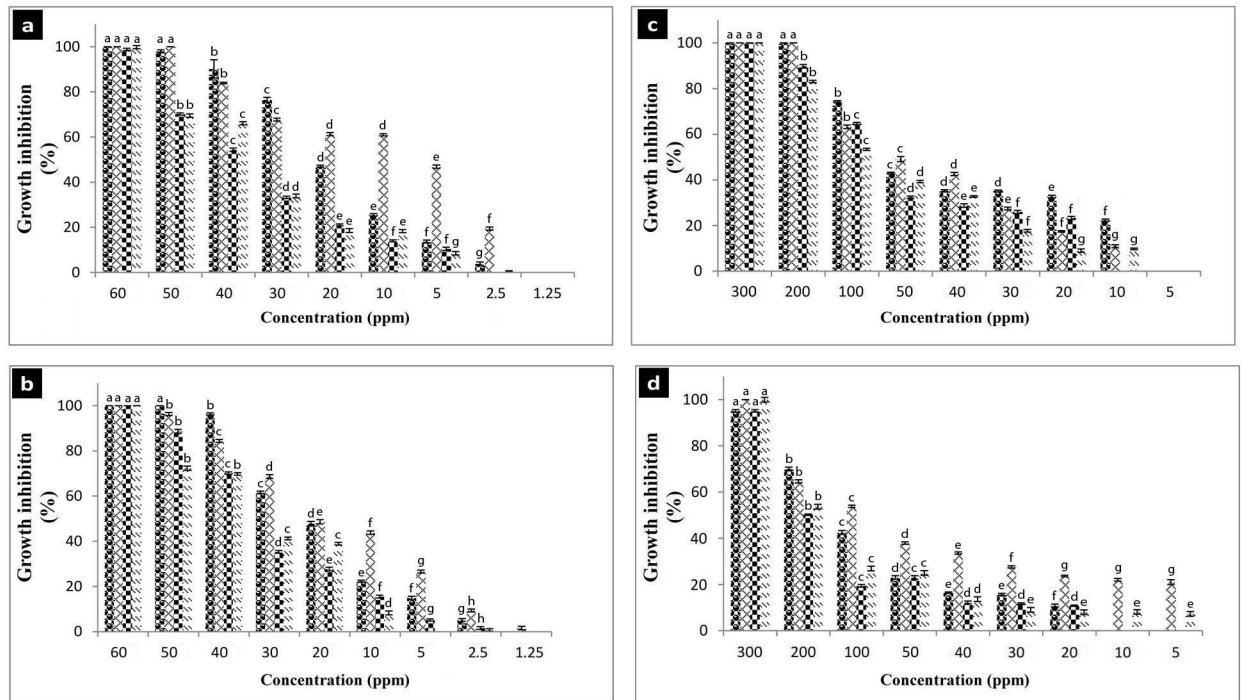 a
Growth inhibition
(%)
100
80
60
40
20
0
a a a a
a a b b
b b c c
c c d d
d d e e
e d f f
f e f g
g f
60 50 40 30 20 10 5 2.5 1.25
Concentration (ppm)
c
Growth inhibition
(%)
100
80
60
40
20
0
a a a a
a a b b
b b c c
c c d d
d c d e
d e e f
e f f g
f g e
300 200 100 50 40 30 20 10 5
Concentration (ppm)
b
Growth inhibition
(%)
100
80
60
40
20
0
a a a a
a b b b
b c c b
c d d c
d e e c
e f f d
f g g
g h h
60 50 40 30 20 10 5 2.5 1.25
Concentration (ppm)
d
Growth inhibition
(%)
100
80
60
40
20
0
a a a a
b b b b
c c c c
d d c c
e e d d
e f d e
f g d e
g e
g e
300 200 100 50 40 30 20 10 5
Concentration (ppm)